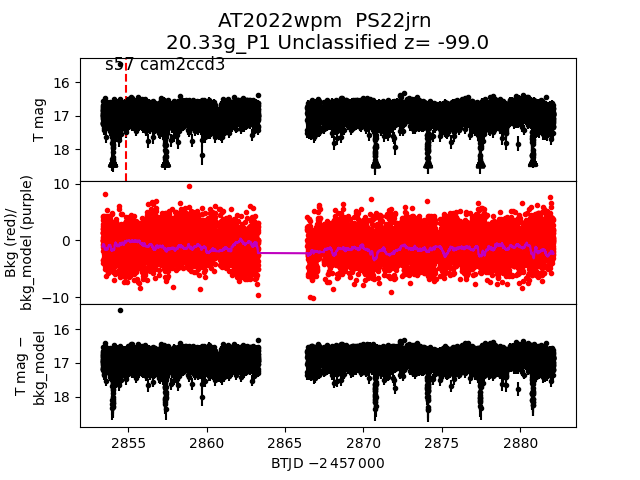 AT2022wpm  PS22jrn
20.33g_P1 Unclassified z= -99.0
s57 cam2ccd3
T mag
16
17
18
Bkg (red)/
bkg_model (purple)
10
0
−10
T mag −
bkg_model
16
17
18
2855
2860
2865
2870
2875
2880
BTJD −2 457 000